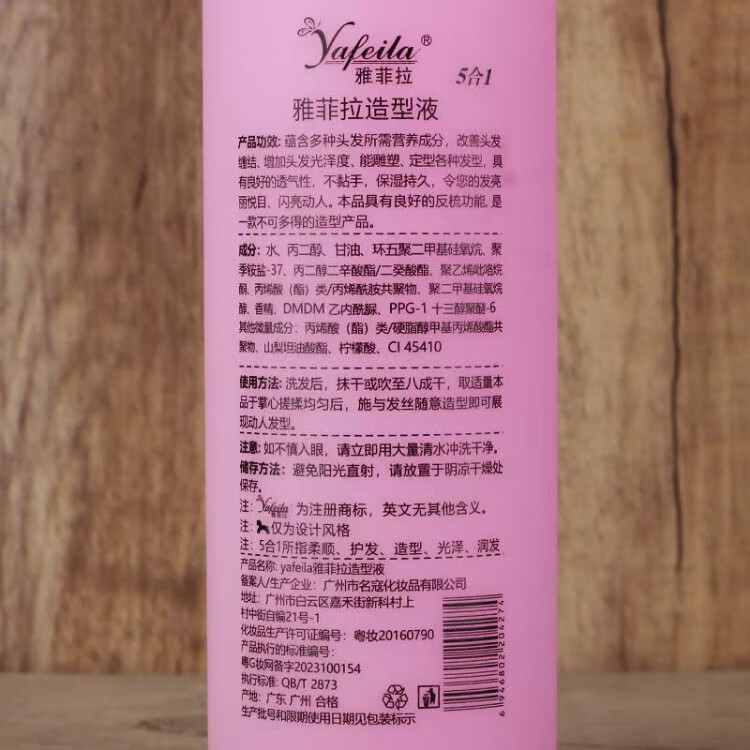 Yafeila®
雅菲拉
5合1
雅菲拉造型液
产品功效: 蕴含多种头发所需营养成分, 改善头发
缠结、增加头发光泽度、能雕塑、定型各种发型, 具
有良好的透气性, 不黏手, 保湿持久, 令您的发亮
丽悦目、闪亮动人。本品具有良好的反梳功能, 是
一款不可多得的造型产品。
成分: 水、丙二醇、甘油、环五聚二甲基硅氧烷、聚
季铵盐-37、丙二醇二辛酸酯/二癸酸酯、聚乙烯吡咯烷
酮、丙烯酸(酯)类/丙烯酰胺共聚物、聚二甲基硅氧烷
醇、香精、DMDM 乙内酰脲、PPG-1 十三醇聚醚-6
其他微量成分: 丙烯酸(酯)类/硬脂醇甲基丙烯酸酯共
聚物、山梨坦油酸酯、柠檬酸、CI 45410
使用方法: 洗发后, 抹干或吹至八成干, 取适量本
品于掌心搓揉均匀后, 施与发丝随意造型即可展
现动人发型。
注意: 如不慎入眼, 请立即用大量清水冲洗干净。
储存方法: 避免阳光直射, 请放置于阴凉干燥处
保存。
注: Yafeila 雅菲拉 为注册商标, 英文无其他含义。
注: 仅为设计风格
注: 5合1所指柔顺、护发、造型、光泽、润发
产品名称: yafeila雅菲拉造型液
备案人/生产企业: 广州市名寇化妆品有限公司
地址: 广州市白云区嘉禾街新科村上
村中街自编21号-1
化妆品生产许可证编号: 粤妆20160790
产品执行的标准编号:
粤G妆网备字2023100154
执行标准: QB/T 2873
产地: 广东 广州 合格
生产批号和限期使用日期见包装标示
6946802204274